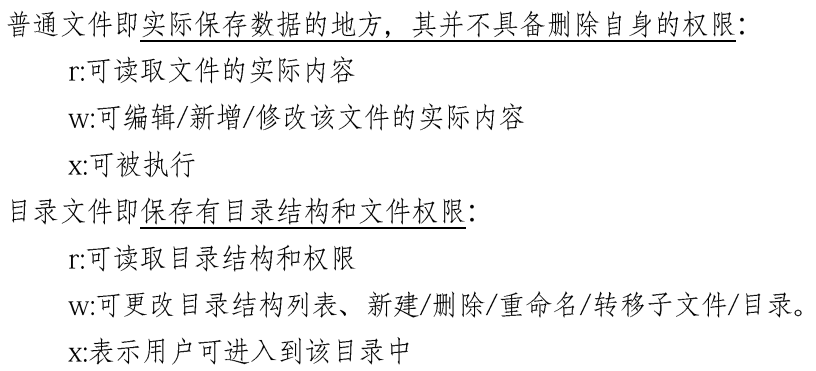 普通文件即实际保存数据的地方，其并不具备删除自身的权限：
r:可读取文件的实际内容
w:可编辑/新增/修改该文件的实际内容
x:可被执行
目录文件即保存有目录结构和文件权限：
r:可读取目录结构和权限
w:可更改目录结构列表、新建/删除/重命名/转移子文件/目录。
x:表示用户可进入到该目录中